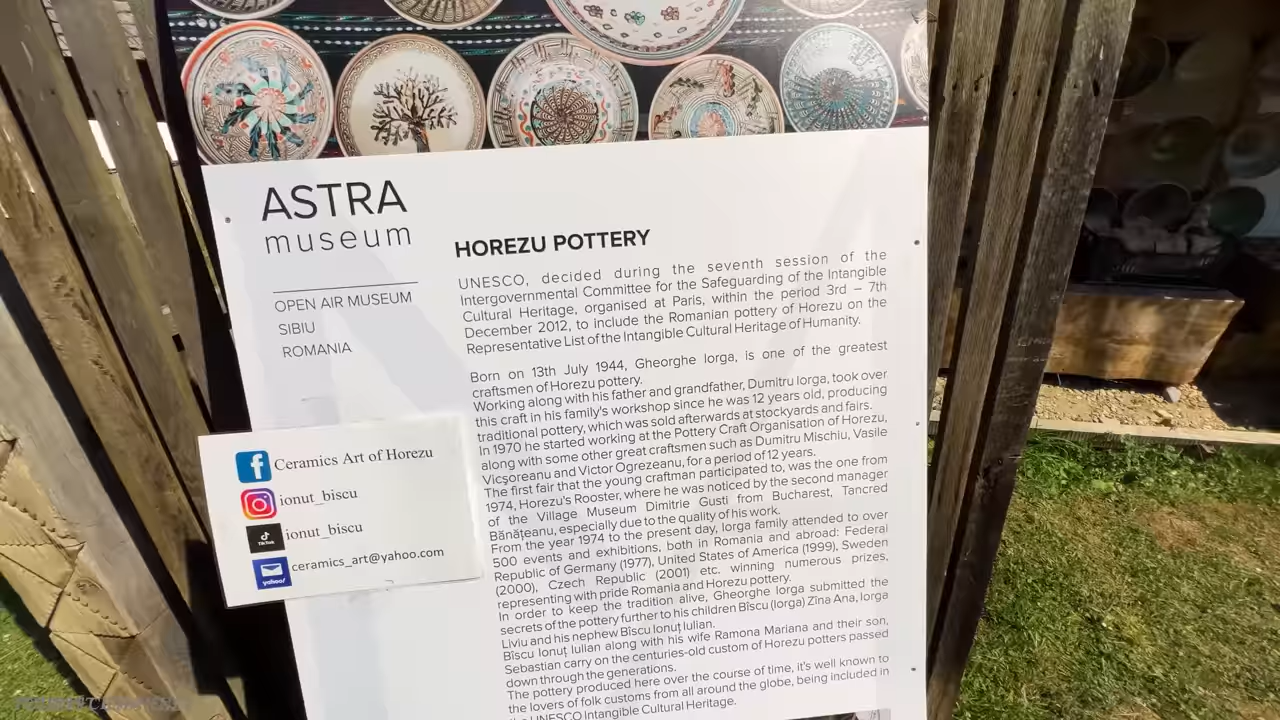 ASTRA
museum
OPEN AIR MUSEUM
SIBIU
ROMANIA
Ceramics Art of Horezu
ionut_biscu
TikTok
ionut_biscu
yahoo!
ceramics_art@yahoo.com
HOREZU POTTERY
UNESCO, decided during the seventh session of the
Intergovernmental Committee for the Safeguarding of the Intangible
Cultural Heritage, organised at Paris, within the period 3rd – 7th
December 2012, to include the Romanian pottery of Horezu on the
Representative List of the Intangible Cultural Heritage of Humanity.
Born on 13th July 1944, Gheorghe Iorga, is one of the greatest
craftsmen of Horezu pottery.
Working along with his father and grandfather, Dumitru Iorga, took over
this craft in his family's workshop since he was 12 years old, producing
traditional pottery, which was sold afterwards at stockyards and fairs.
In 1970 he started working at the Pottery Craft Organisation of Horezu,
along with some other great craftsmen such as Dumitru Mischiu, Vasile
Vicșoreanu and Victor Ogrezeanu, for a period of 12 years.
The first fair that the young craftman participated to, was the one from
1974, Horezu's Rooster, where he was noticed by the second manager
of the Village Museum Dimitrie Gusti from Bucharest, Tancred
Bănățeanu, especially due to the quality of his work.
From the year 1974 to the present day, Iorga family attended to over
500 events and exhibitions, both in Romania and abroad: Federal
Republic of Germany (1977), United States of America (1999), Sweden
(2000), Czech Republic (2001) etc. winning numerous prizes,
representing with pride Romania and Horezu pottery.
In order to keep the tradition alive, Gheorghe Iorga submitted the
secrets of the pottery further to his children Bîscu (Iorga) Zîna Ana, Iorga
Liviu and his nephew Bîscu Ionuț Iulian.
Bîscu Ionuț Iulian along with his wife Ramona Mariana and their son,
Sebastian carry on the centuries-old custom of Horezu potters passed
down through the generations.
The pottery produced here over the course of time, it's well known to
the lovers of folk customs from all around the globe, being included in
the UNESCO Intangible Cultural Heritage.